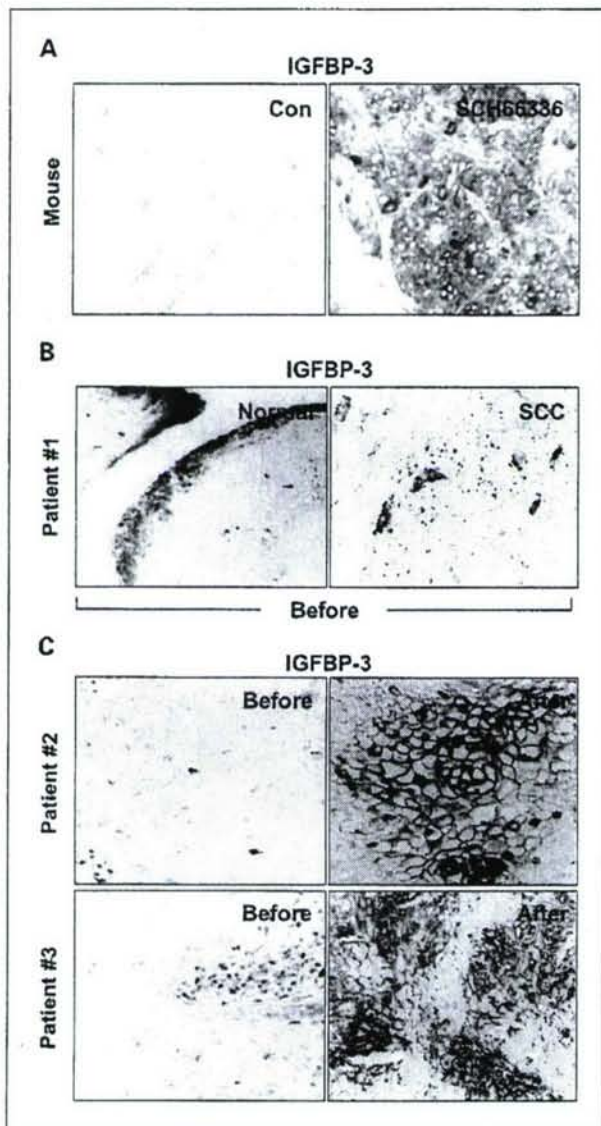 A
IGFBP-3
Con
SCH66336
Mouse
B
IGFBP-3
Normal
SCC
Patient #1
Before
C
IGFBP-3
Before
After
Patient #2
Before
After
Patient #3